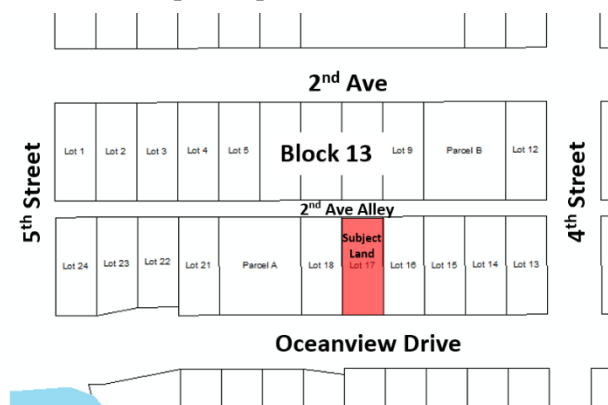 2nd Ave
Lot 1 Lot 2 Lot 3 Lot 4 Lot 5 Block 13 Lot 9 Parcel B Lot 12
5th Street
4th Street
2nd Ave Alley
Subject
Land
Lot 24 Lot 23 Lot 22 Lot 21 Parcel A Lot 18 Lot 17 Lot 16 Lot 15 Lot 14 Lot 13
Oceanview Drive